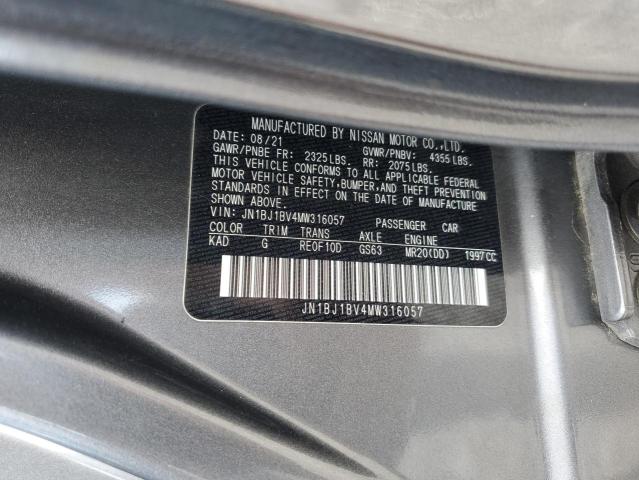 MANUFACTURED BY NISSAN MOTOR CO.,LTD.
DATE: 08/21 GVWR/PNBV: 4355LBS.
GAWR/PNBE FR: 2325LBS. RR: 2075LBS.
THIS VEHICLE CONFORMS TO ALL APPLICABLE FEDERAL
MOTOR VEHICLE SAFETY,BUMPER,AND THEFT PREVENTION
STANDARDS IN EFFECT ON THE DATE OF MANUFACTURE
SHOWN ABOVE.
VIN: JN1BJ1BV4MW316057 PASSENGER CAR
COLOR TRIM TRANS AXLE ENGINE
KAD G RE0F10D GS63 MR20(DD) 1997CC
JN1BJ1BV4MW316057